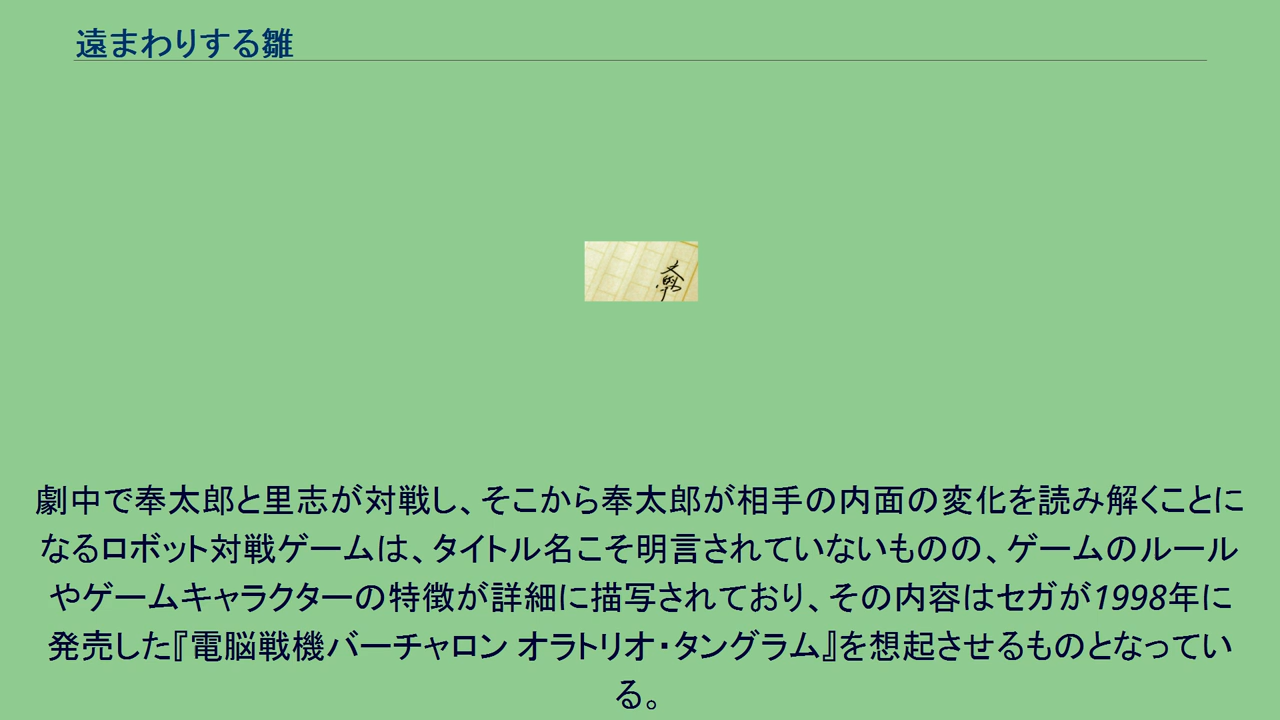 遠まわりする雛
劇中で奉太郎と里志が対戦し、そこから奉太郎が相手の内面の変化を読み解くことに
なるロボット対戦ゲームは、タイトル名こそ明言されていないものの、ゲームのルール
やゲームキャラクターの特徴が詳細に描写されており、その内容はセガが1998年に
発売した『電脳戦機バーチャロン オラトリオ・タングラム』を想起させるものとなってい
る。